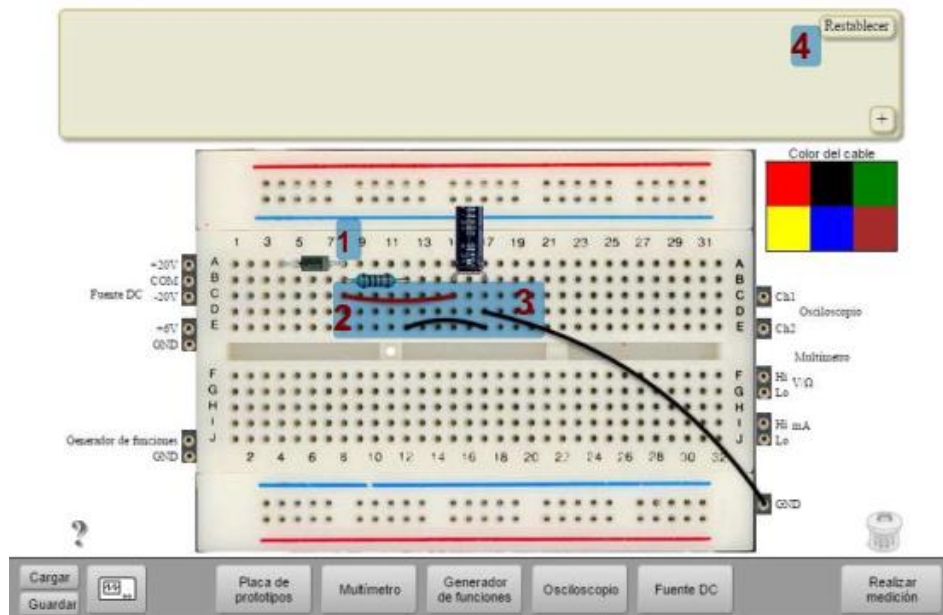 4
Restablecer
+
Color del cable
1 3 5 7 9 11 13 17 19 21 23 25 27 29 31
1
+20V
COM
Fuente DC -20V
+6V
GND
A
B
C
D
E
A
B
C
D
E
2
3
Ch1
Osciloscopio
Ch2
Multímetro
Hi V/Ω
Lo
Hi mA
Lo
F
G
H
I
J
F
G
H
I
J
Generador de funciones
GND
2 4 6 8 10 12 14 16 18 20 22 24 26 28 30 32
GND
?
Cargar
Guardar
Placa de prototipos
Multímetro
Generador de funciones
Osciloscopio
Fuente DC
Realizar medición